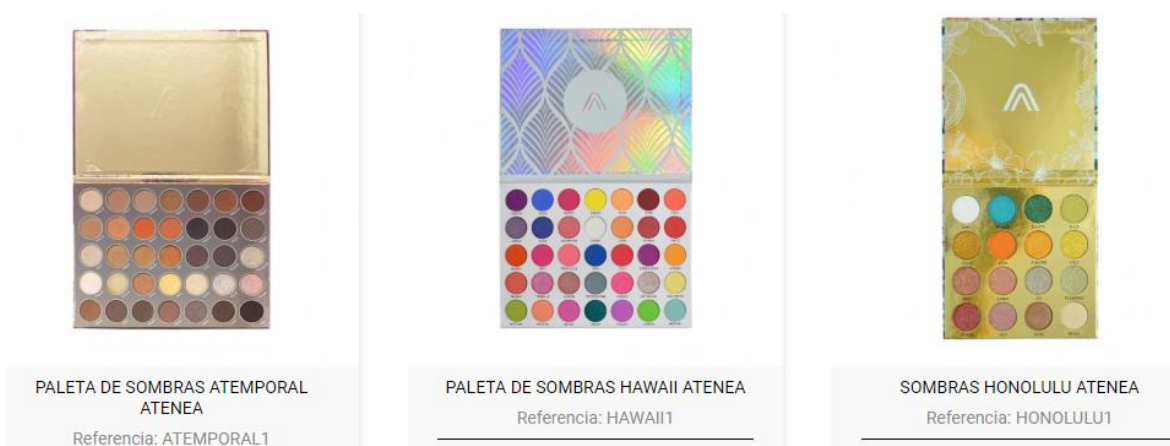 PALETA DE SOMBRAS ATEMPORAL
ATENEA
Referencia: ATEMPORAL1
PALETA DE SOMBRAS HAWAII ATENEA
Referencia: HAWAII1
SOMBRAS HONOLULU ATENEA
Referencia: HONOLULU1